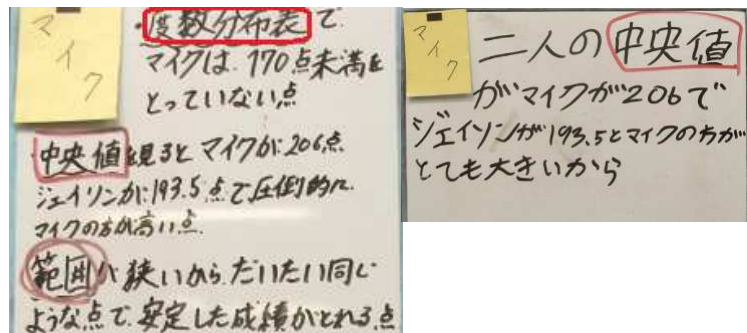 マイク
・度数分布表で
マイクは、170点未満を
とっていない点
・中央値を見るとマイクが206点
ジェイソンが193.5点で圧倒的に
マイクの方が高い点
範囲が狭いから だいたい同じ
ような点で、安定した成績がとれる点
マイク
二人の中央値
がマイクが206で
ジェイソンが193.5とマイクの方が
とても大きいから